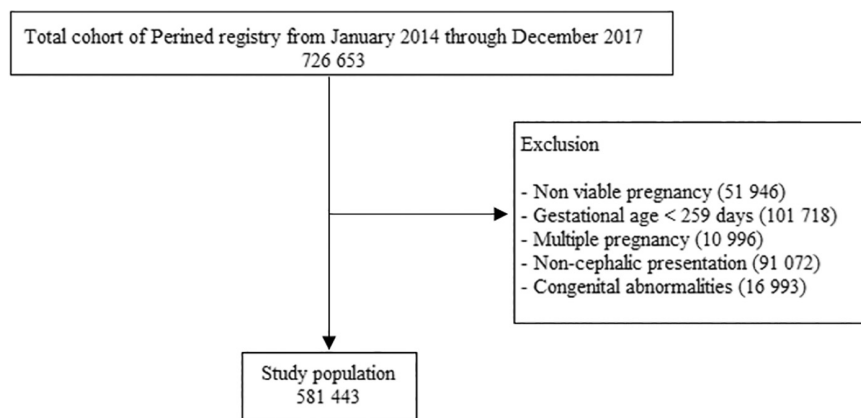 Total cohort of Perined registry from January 2014 through December 2017
726 653
Exclusion
- Non viable pregnancy (51 946)
- Gestational age < 259 days (101 718)
- Multiple pregnancy (10 996)
- Non-cephalic presentation (91 072)
- Congenital abnormalities (16 993)
Study population
581 443